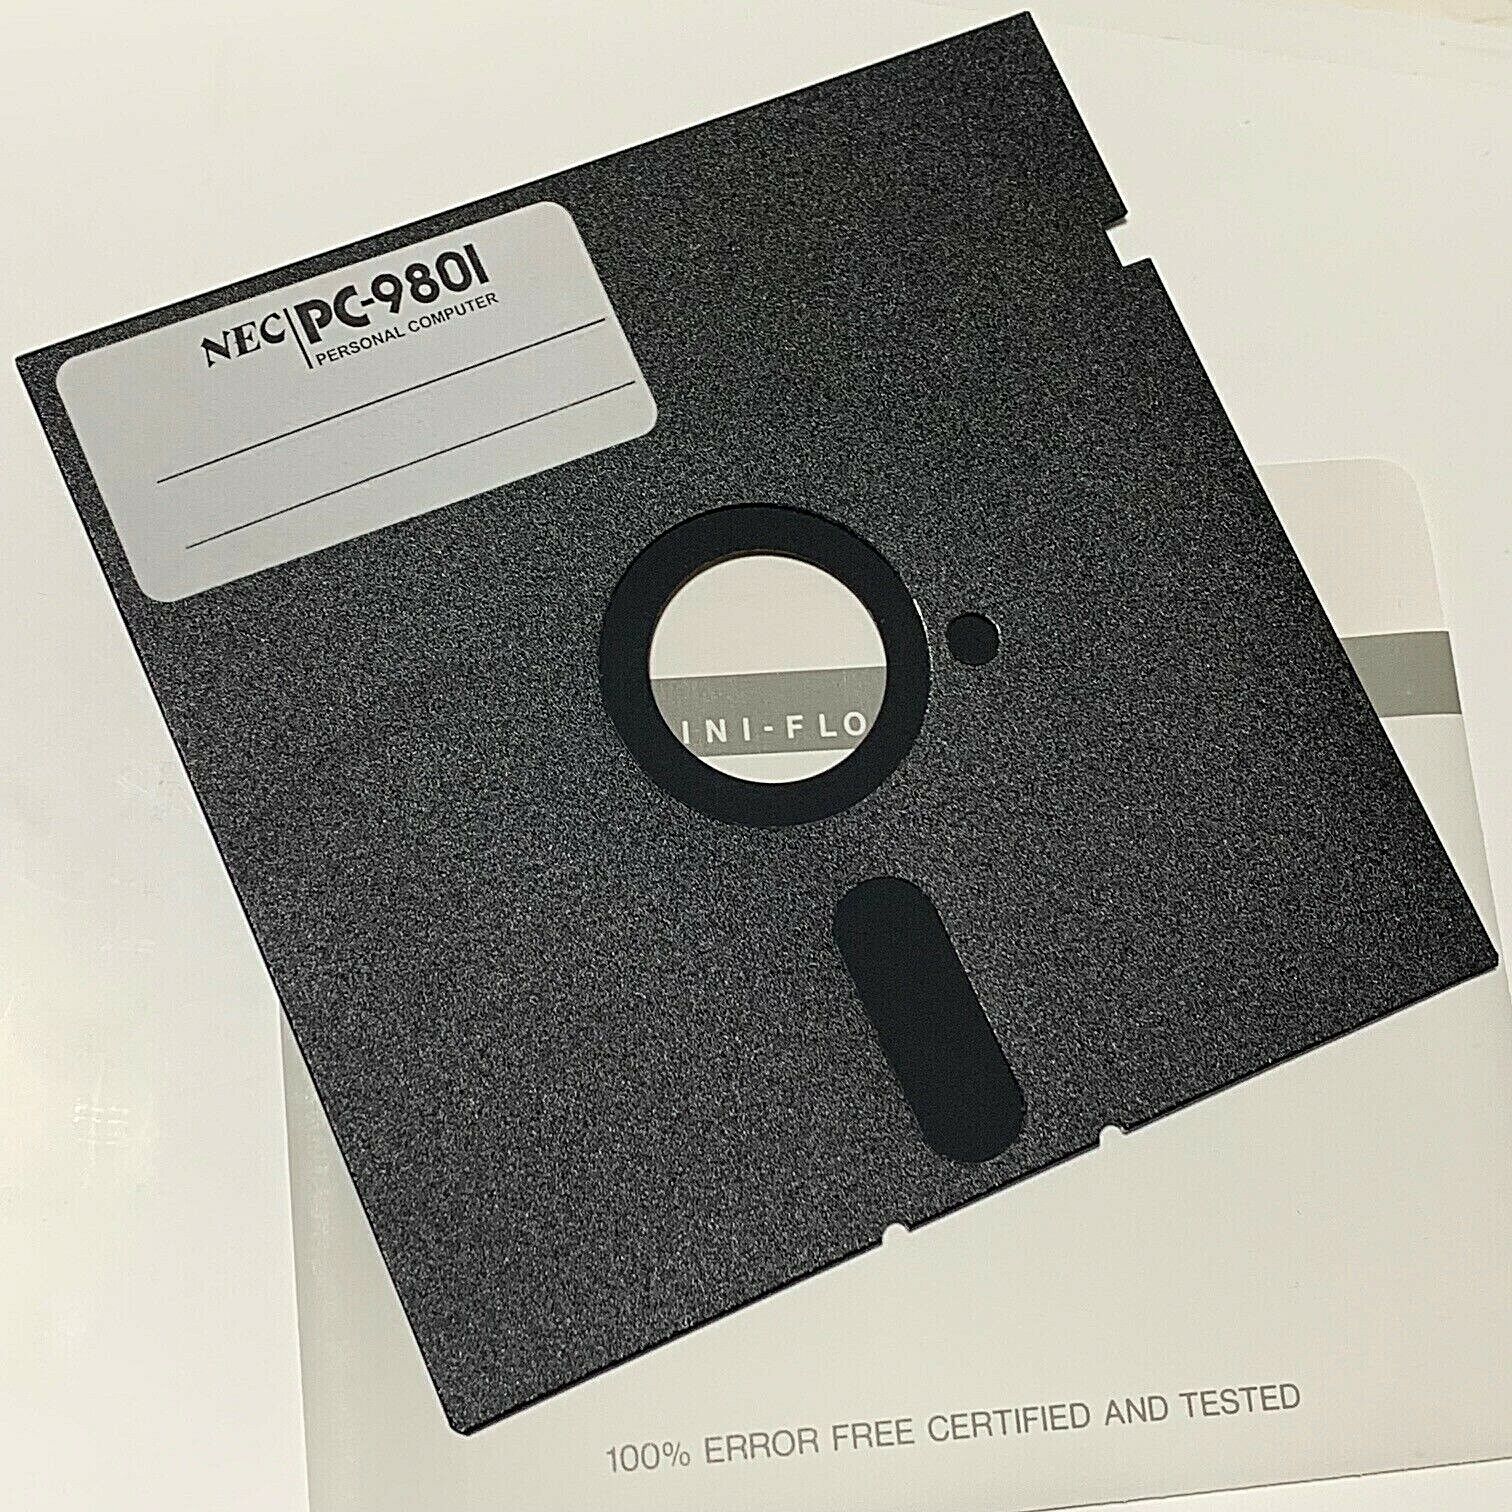 NEC PC-9801
PERSONAL COMPUTER
INI-FLO
100% ERROR FREE CERTIFIED AND TESTED